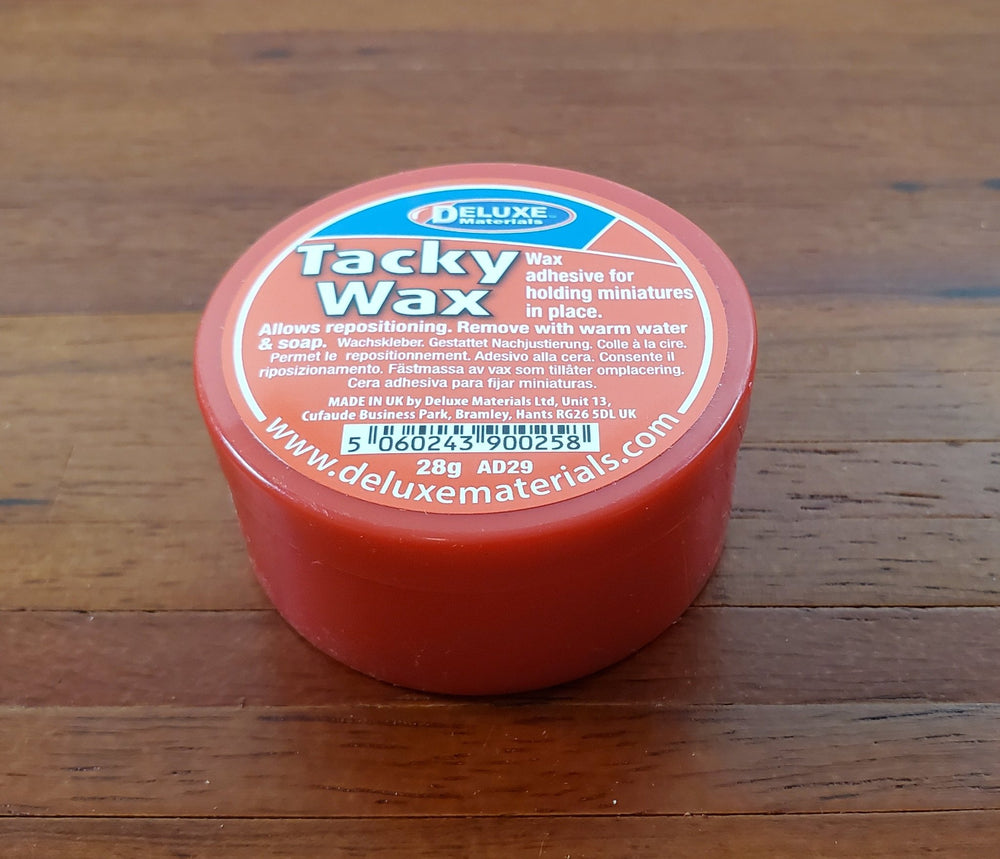 DELUXE™
Materials
Tacky
Wax
Wax
adhesive for
holding miniatures
in place.
Allows repositioning. Remove with warm water
& soap. Wachskleber. Gestattet Nachjustierung. Colle à la cire.
Permet le repositionnement. Adesivo alla cera. Consente il
riposizionamento. Fästmassa av vax som tillåter omplacering.
Cera adhesiva para fijar miniaturas.
MADE IN UK by Deluxe Materials Ltd, Unit 13,
Cufaude Business Park, Bramley, Hants RG26 5DL UK
5 060243 900258
28g AD29
www.deluxematerials.com